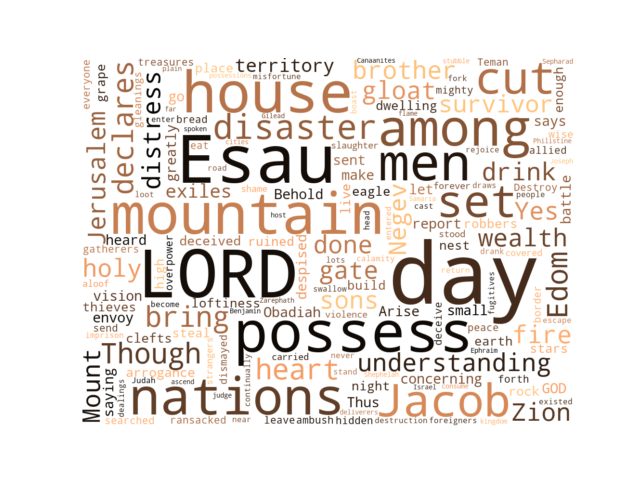 everyone
grape
gleanings
treasures
plain
possessions
misfortune
far
place
go
enter
bread
spoken
eat
loot
road
house
territory
Canaanites
brother
gloat
dwelling
fork
mighty
stubble
Teman
Sepharad
cut
enough
boast
Gilead
flame
survivor
Philistine
says
wise
allied
Jerusalem
declares
distress
greatly
cities
disaster
slaughter
among
rejoice
Joseph
Esau
men
sent
make
drink
Destroy
people
battle
exiles
shame
Behold
live
eagle
let
forever
draws
set
Samaria
cast
Yes
mountain
host
head
Negev
entered
report
robbers
gatherers
heard
deceived
ruined
despised
done
lots
calamity
nest
stood
drank
covered
wealth
holy
aloof
high
overpower
LORD
gate
swallow
build
return
day
fugitives
Edom
vision
thieves
become
loftiness
Zarephath
sons
border
envoy
send
bring
Benjamin
Obadiah
violence
Arise
deceive
small
peace
escape
fire
imprison
clefts
steal
strangers
dismayed
possess
Ephraim
earth
stars
Mount
Though
arrogance
judge
continually
carried
never
heart
stand
Shephelah
understanding
saying
dealings
Judah
ascend
night
Israel
consume
concerning
forth
rock
GOD
nations
Thus
deliverers
Jacob
Zion
existed
searched
ransacked
near
leave
ambush
hidden
destruction
foreigners
kingdom